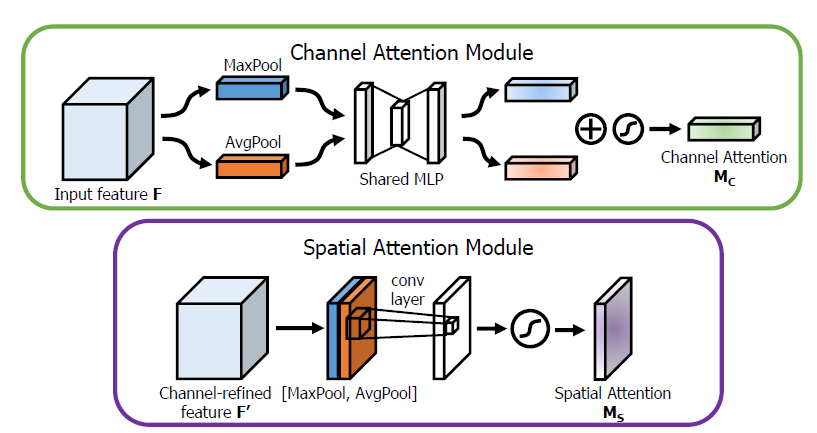 Channel Attention Module
MaxPool
AvgPool
Input feature F
Shared MLP
Channel Attention
M_C
Spatial Attention Module
conv
layer
Channel-refined
feature F’
[MaxPool, AvgPool]
Spatial Attention
M_S